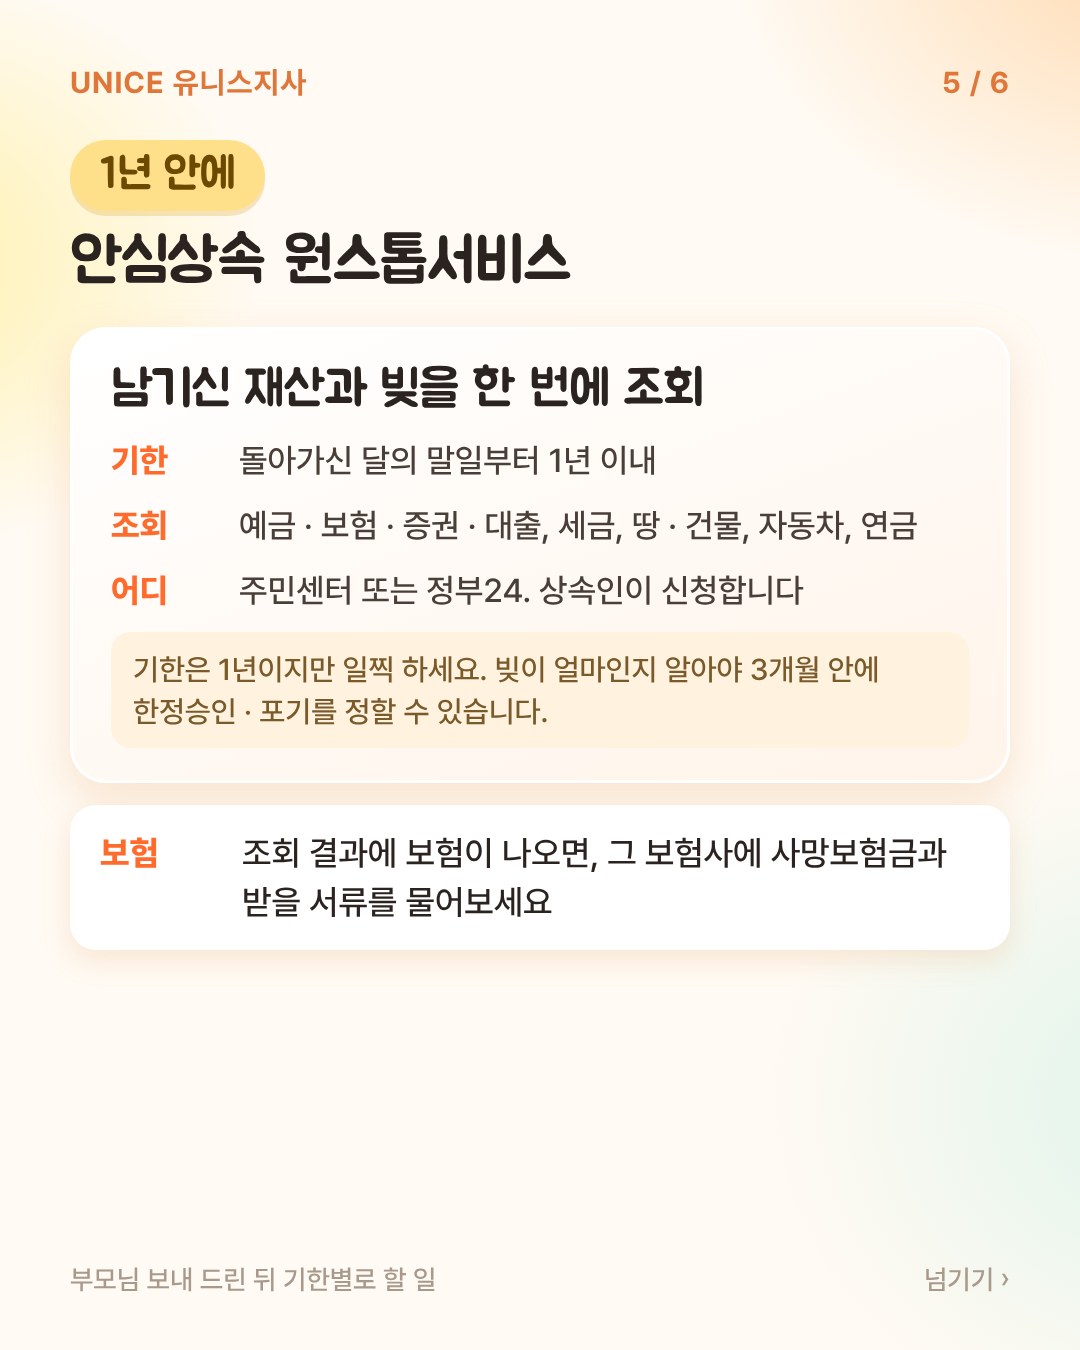 UNICE 유니스지사
5 / 6
1년 안에
안심상속 원스톱서비스
남기신 재산과 빚을 한 번에 조회
기한 돌아가신 달의 말일부터 1년 이내
조회 예금 · 보험 · 증권 · 대출, 세금, 땅 · 건물, 자동차, 연금
어디 주민센터 또는 정부24. 상속인이 신청합니다
기한은 1년이지만 일찍 하세요. 빚이 얼마인지 알아야 3개월 안에
한정승인 · 포기를 정할 수 있습니다.
보험 조회 결과에 보험이 나오면, 그 보험사에 사망보험금과
받을 서류를 물어보세요
부모님 보내 드린 뒤 기한별로 할 일
넘기기 ›